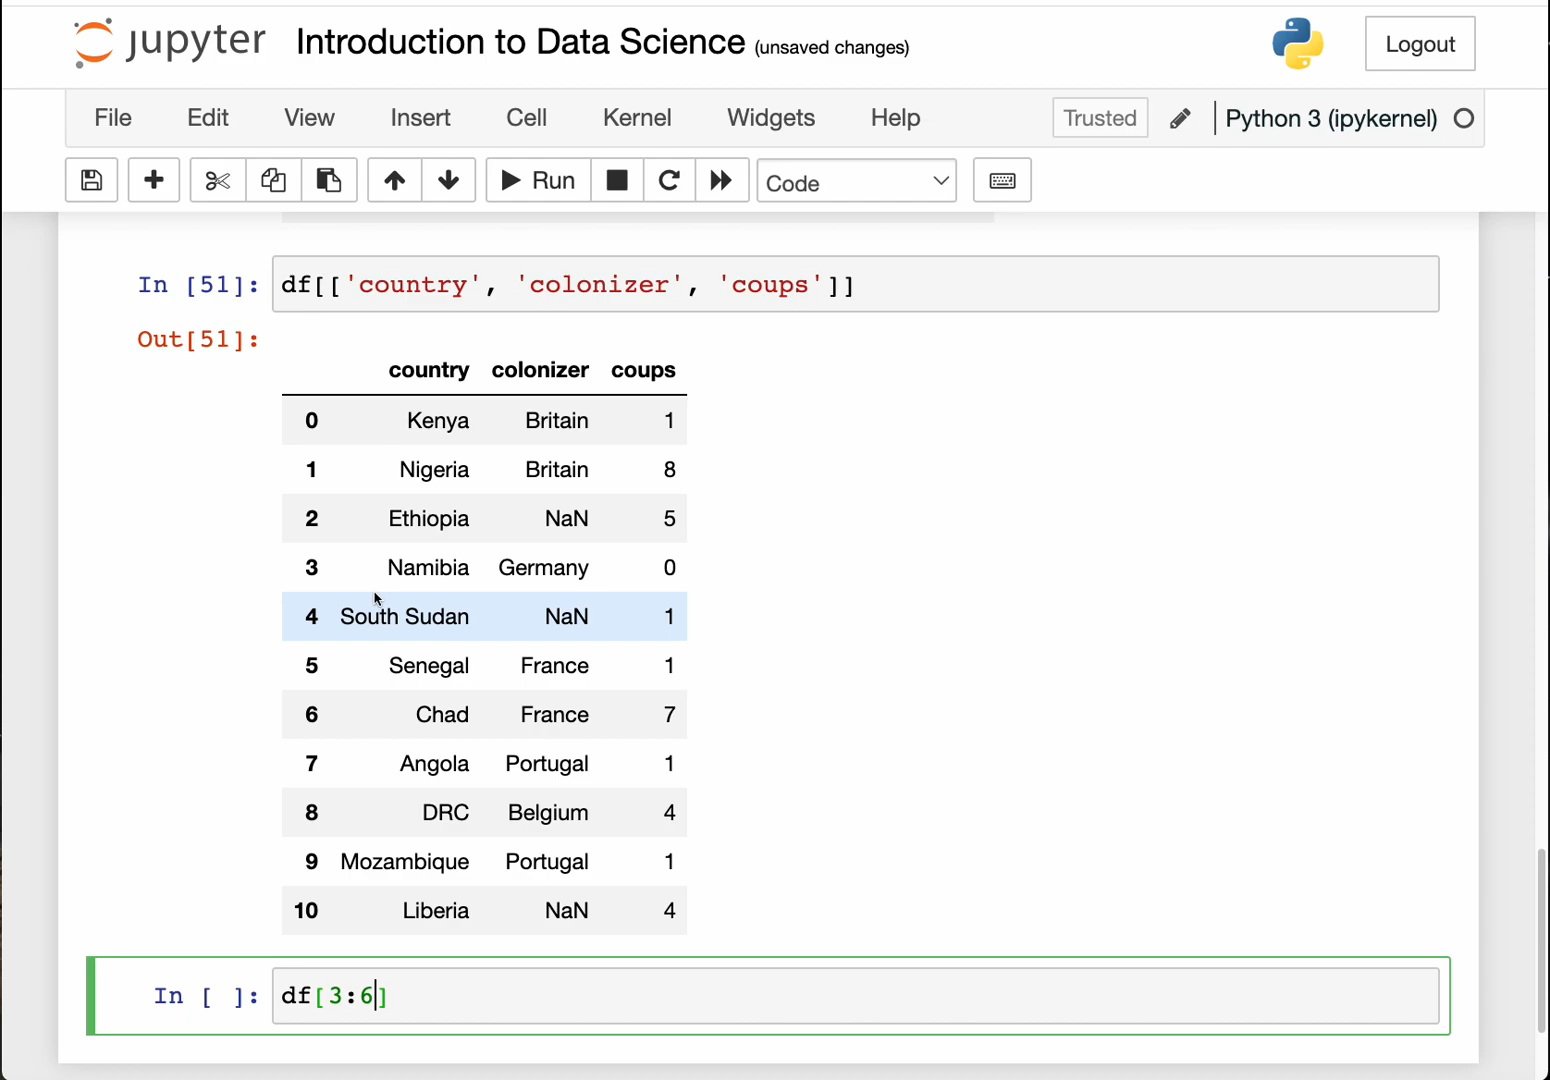 jupyter Introduction to Data Science (unsaved changes) Logout
File Edit View Insert Cell Kernel Widgets Help Trusted Python 3 (ipykernel)
Run Code
In [51]: df[['country', 'colonizer', 'coups']]
Out[51]:
country colonizer coups
0 Kenya Britain 1
1 Nigeria Britain 8
2 Ethiopia NaN 5
3 Namibia Germany 0
4 South Sudan NaN 1
5 Senegal France 1
6 Chad France 7
7 Angola Portugal 1
8 DRC Belgium 4
9 Mozambique Portugal 1
10 Liberia NaN 4
In [ ]: df[3:6]